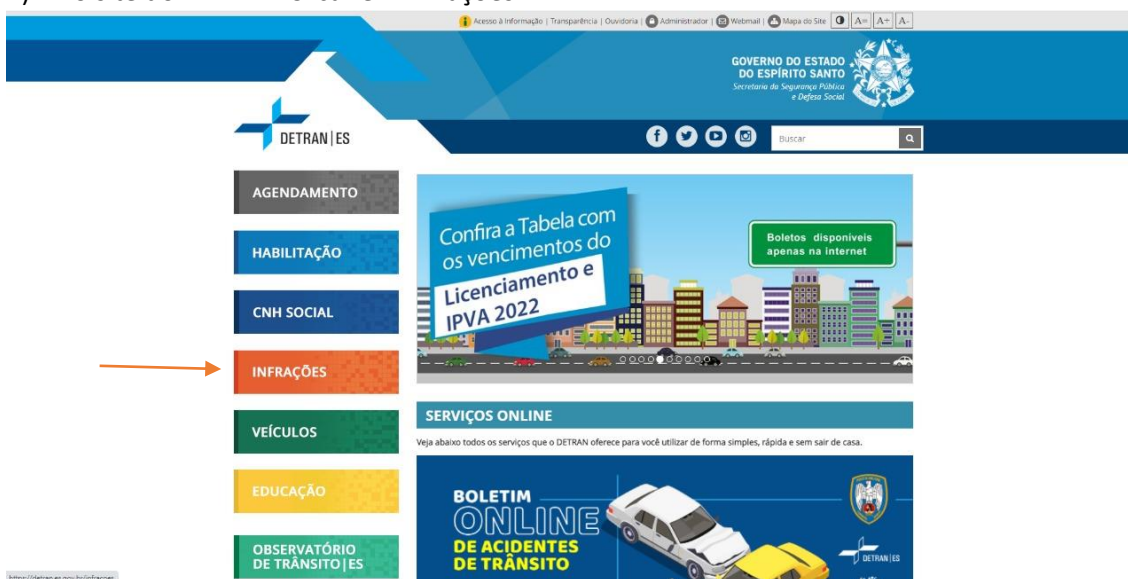 Acesso à Informação | Transparência | Ouvidoria | Administrador | Webmail | Mapa do Site A= A+ A-
GOVERNO DO ESTADO
DO ESPÍRITO SANTO
Secretaria da Segurança Pública
e Defesa Social
DETRAN|ES
Buscar
AGENDAMENTO
HABILITAÇÃO
CNH SOCIAL
INFRAÇÕES
VEÍCULOS
EDUCAÇÃO
OBSERVATÓRIO
DE TRÂNSITO|ES
Confira a Tabela com
os vencimentos do
Licenciamento e
IPVA 2022
Boletos disponíveis
apenas na internet
SERVIÇOS ONLINE
Veja abaixo todos os serviços que o DETRAN oferece para você utilizar de forma simples, rápida e sem sair de casa.
BOLETIM
ONLINE
DE ACIDENTES
DE TRÂNSITO
DETRAN|ES